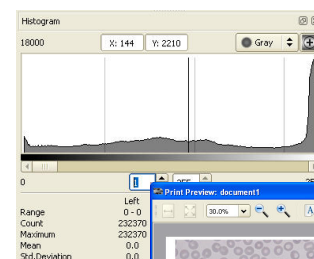 Histogram
18000 X: 144 Y: 2210 Gray
0 1
Print Preview: document1
Left
Range 0 - 0
30.0%
Count 232370
Maximum 232370
Mean 0.0
Std.Deviation 0.0